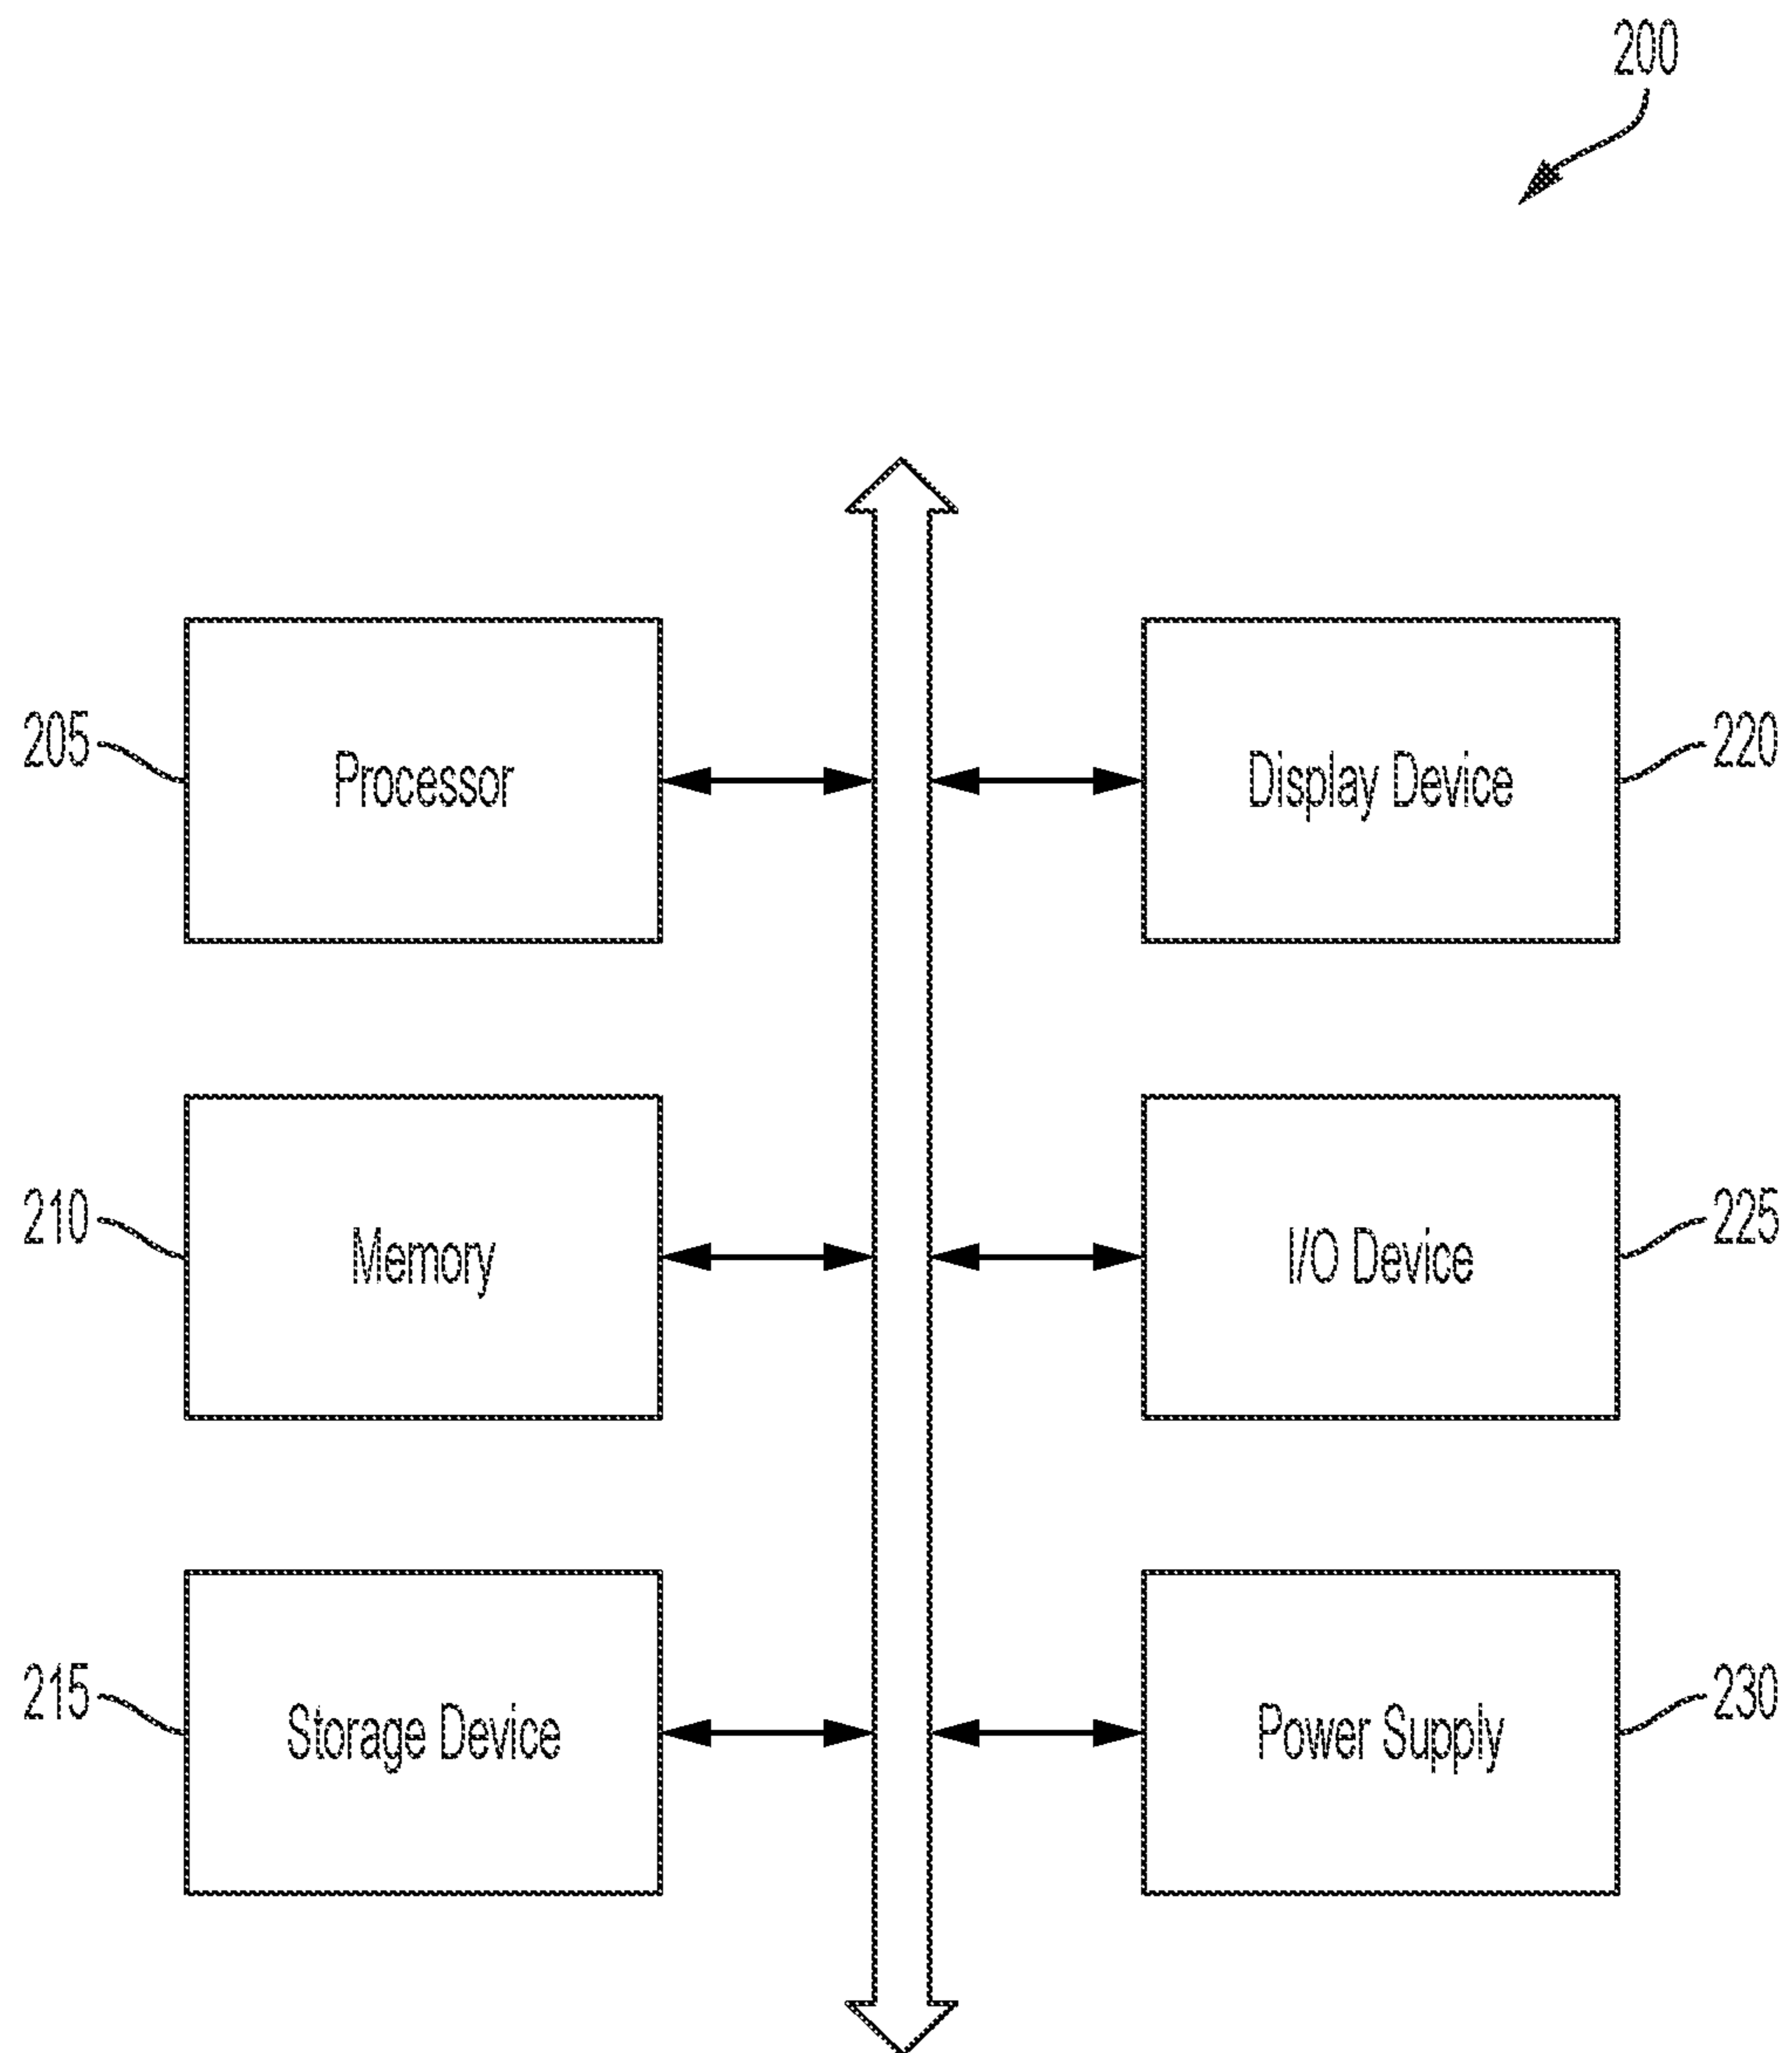 200
205
Processor
Display Device
220
210
Memory
I/O Device
225
215
Storage Device
Power Supply
230